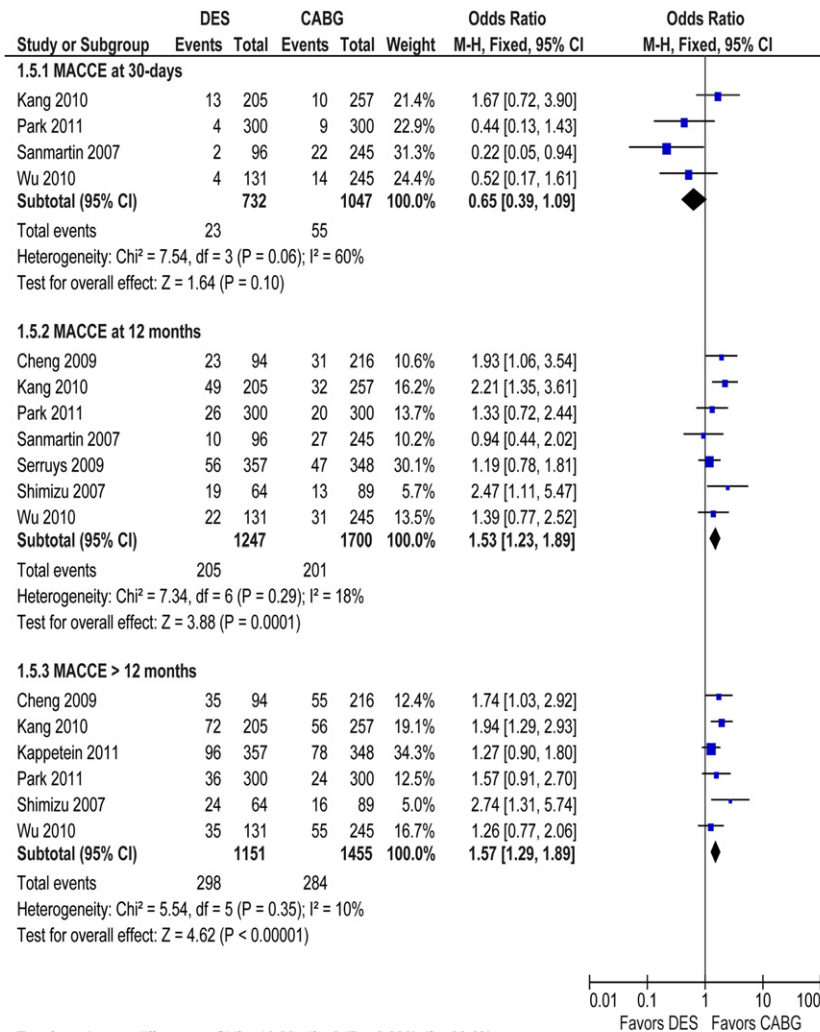 DES CABG Odds Ratio Odds Ratio
Study or Subgroup Events Total Events Total Weight M-H, Fixed, 95% CI M-H, Fixed, 95% CI
1.5.1 MACCE at 30-days
Kang 2010 13 205 10 257 21.4% 1.67 [0.72, 3.90]
Park 2011 4 300 9 300 22.9% 0.44 [0.13, 1.43]
Sanmartin 2007 2 96 22 245 31.3% 0.22 [0.05, 0.94]
Wu 2010 4 131 14 245 24.4% 0.52 [0.17, 1.61]
Subtotal (95% CI) 732 1047 100.0% 0.65 [0.39, 1.09]
Total events 23 55
Heterogeneity: Chi² = 7.54, df = 3 (P = 0.06); I² = 60%
Test for overall effect: Z = 1.64 (P = 0.10)
1.5.2 MACCE at 12 months
Cheng 2009 23 94 31 216 10.6% 1.93 [1.06, 3.54]
Kang 2010 49 205 32 257 16.2% 2.21 [1.35, 3.61]
Park 2011 26 300 20 300 13.7% 1.33 [0.72, 2.44]
Sanmartin 2007 10 96 27 245 10.2% 0.94 [0.44, 2.02]
Serruys 2009 56 357 47 348 30.1% 1.19 [0.78, 1.81]
Shimizu 2007 19 64 13 89 5.7% 2.47 [1.11, 5.47]
Wu 2010 22 131 31 245 13.5% 1.39 [0.77, 2.52]
Subtotal (95% CI) 1247 1700 100.0% 1.53 [1.23, 1.89]
Total events 205 201
Heterogeneity: Chi² = 7.34, df = 6 (P = 0.29); I² = 18%
Test for overall effect: Z = 3.88 (P = 0.0001)
1.5.3 MACCE > 12 months
Cheng 2009 35 94 55 216 12.4% 1.74 [1.03, 2.92]
Kang 2010 72 205 56 257 19.1% 1.94 [1.29, 2.93]
Kappetein 2011 96 357 78 348 34.3% 1.27 [0.90, 1.80]
Park 2011 36 300 24 300 12.5% 1.57 [0.91, 2.70]
Shimizu 2007 24 64 16 89 5.0% 2.74 [1.31, 5.74]
Wu 2010 35 131 55 245 16.7% 1.26 [0.77, 2.06]
Subtotal (95% CI) 1151 1455 100.0% 1.57 [1.29, 1.89]
Total events 298 284
Heterogeneity: Chi² = 5.54, df = 5 (P = 0.35); I² = 10%
Test for overall effect: Z = 4.62 (P < 0.00001)
0.01 0.1 1 10 100
Favors DES Favors CABG